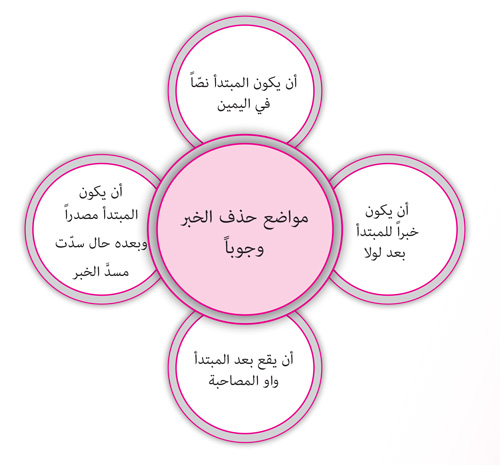 أن يكون المبتدأ نصّاً
في اليمين
أن يكون
خبراً للمبتدأ
بعد لولا
مواضع حذف الخبر
وجوباً
أن يكون
المبتدأ مصدراً
وبعده حال سدّت
مسدَّ الخبر
أن يقع بعد المبتدأ
واو المصاحبة